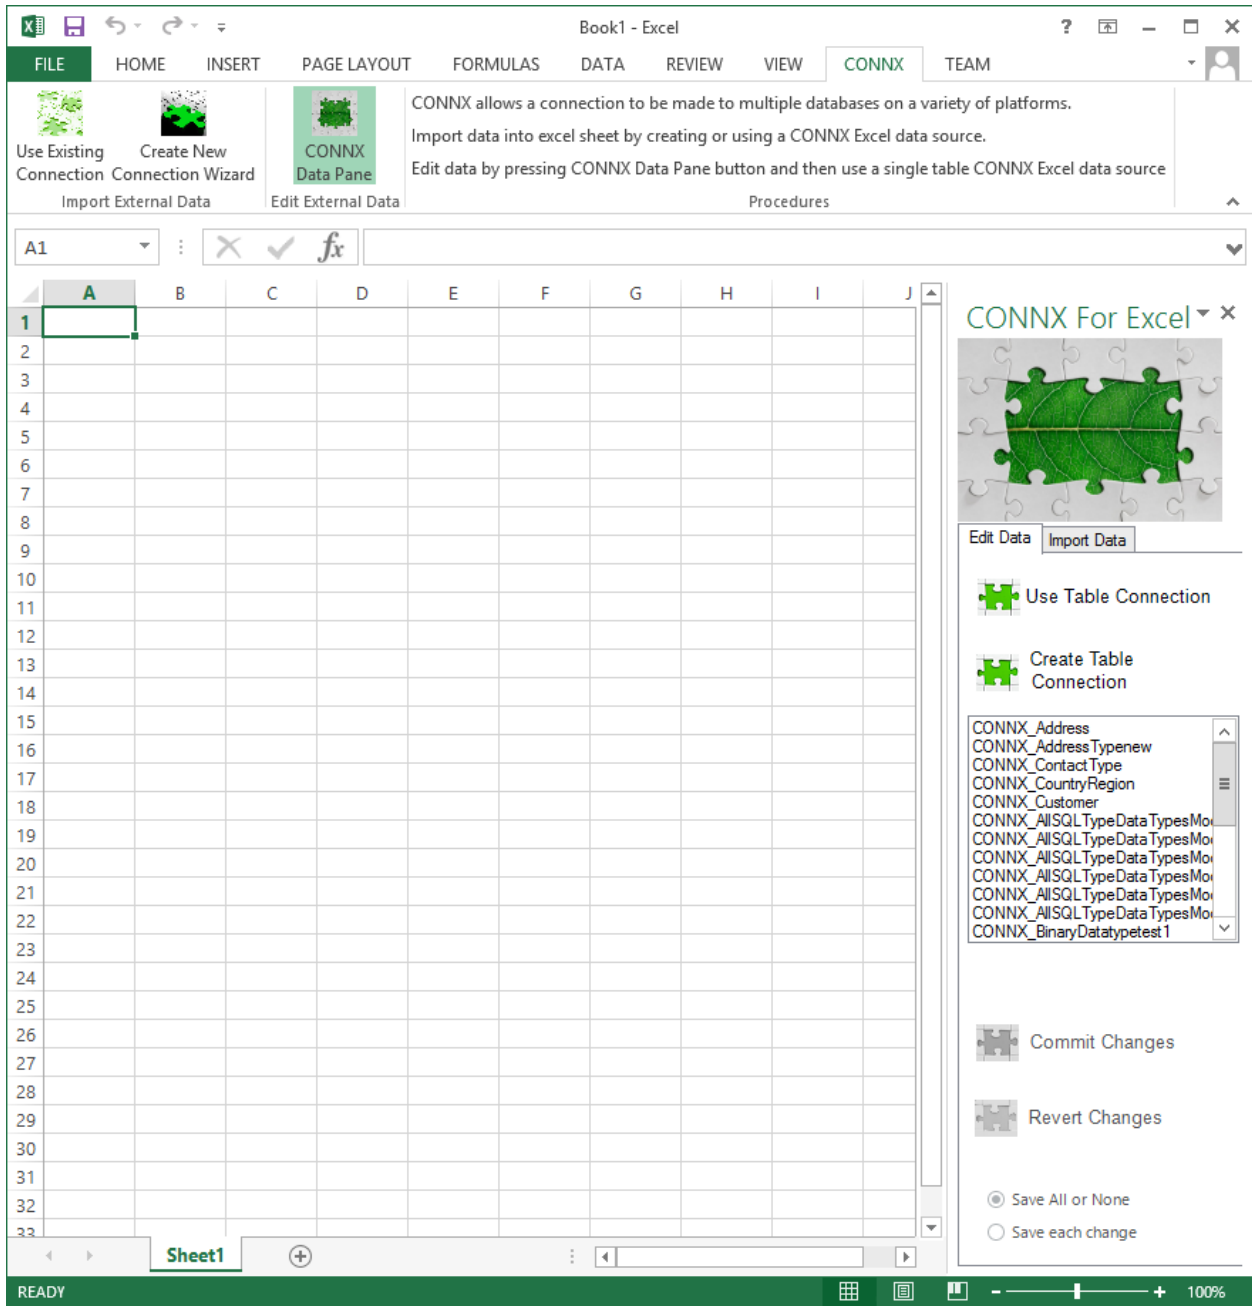 Book1 - Excel
?
FILE HOME INSERT PAGE LAYOUT FORMULAS DATA REVIEW VIEW CONNX TEAM
Use Existing Connection
Create New Connection Wizard
CONNX Data Pane
CONNX allows a connection to be made to multiple databases on a variety of platforms.
Import data into excel sheet by creating or using a CONNX Excel data source.
Edit data by pressing CONNX Data Pane button and then use a single table CONNX Excel data source
Import External Data
Edit External Data
Procedures
A1
fx
A B C D E F G H I J
1
2
3
4
5
6
7
8
9
10
11
12
13
14
15
16
17
18
19
20
21
22
23
24
25
26
27
28
29
30
31
32
33
CONNX For Excel
Edit Data
Import Data
Use Table Connection
Create Table
Connection
CONNX_Address
CONNX_AddressTypenew
CONNX_ContactType
CONNX_CountryRegion
CONNX_Customer
CONNX_AllSQLTypeDataTypesMo
CONNX_AllSQLTypeDataTypesMo
CONNX_AllSQLTypeDataTypesMo
CONNX_AllSQLTypeDataTypesMo
CONNX_AllSQLTypeDataTypesMo
CONNX_AllSQLTypeDataTypesMo
CONNX_BinaryDatatypetest1
Commit Changes
Revert Changes
Save All or None
Save each change
Sheet1
READY
100%